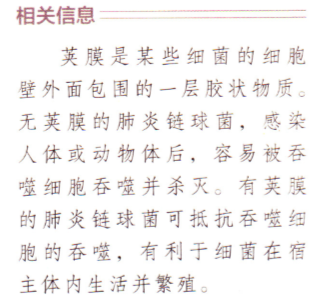 相关信息
荚膜是某些细菌的细胞
壁外面包围的一层胶状物质。
无荚膜的肺炎链球菌，感染
人体或动物体后，容易被吞
噬细胞吞噬并杀灭。有荚膜
的肺炎链球菌可抵抗吞噬细
胞的吞噬，有利于细菌在宿
主体内生活并繁殖。